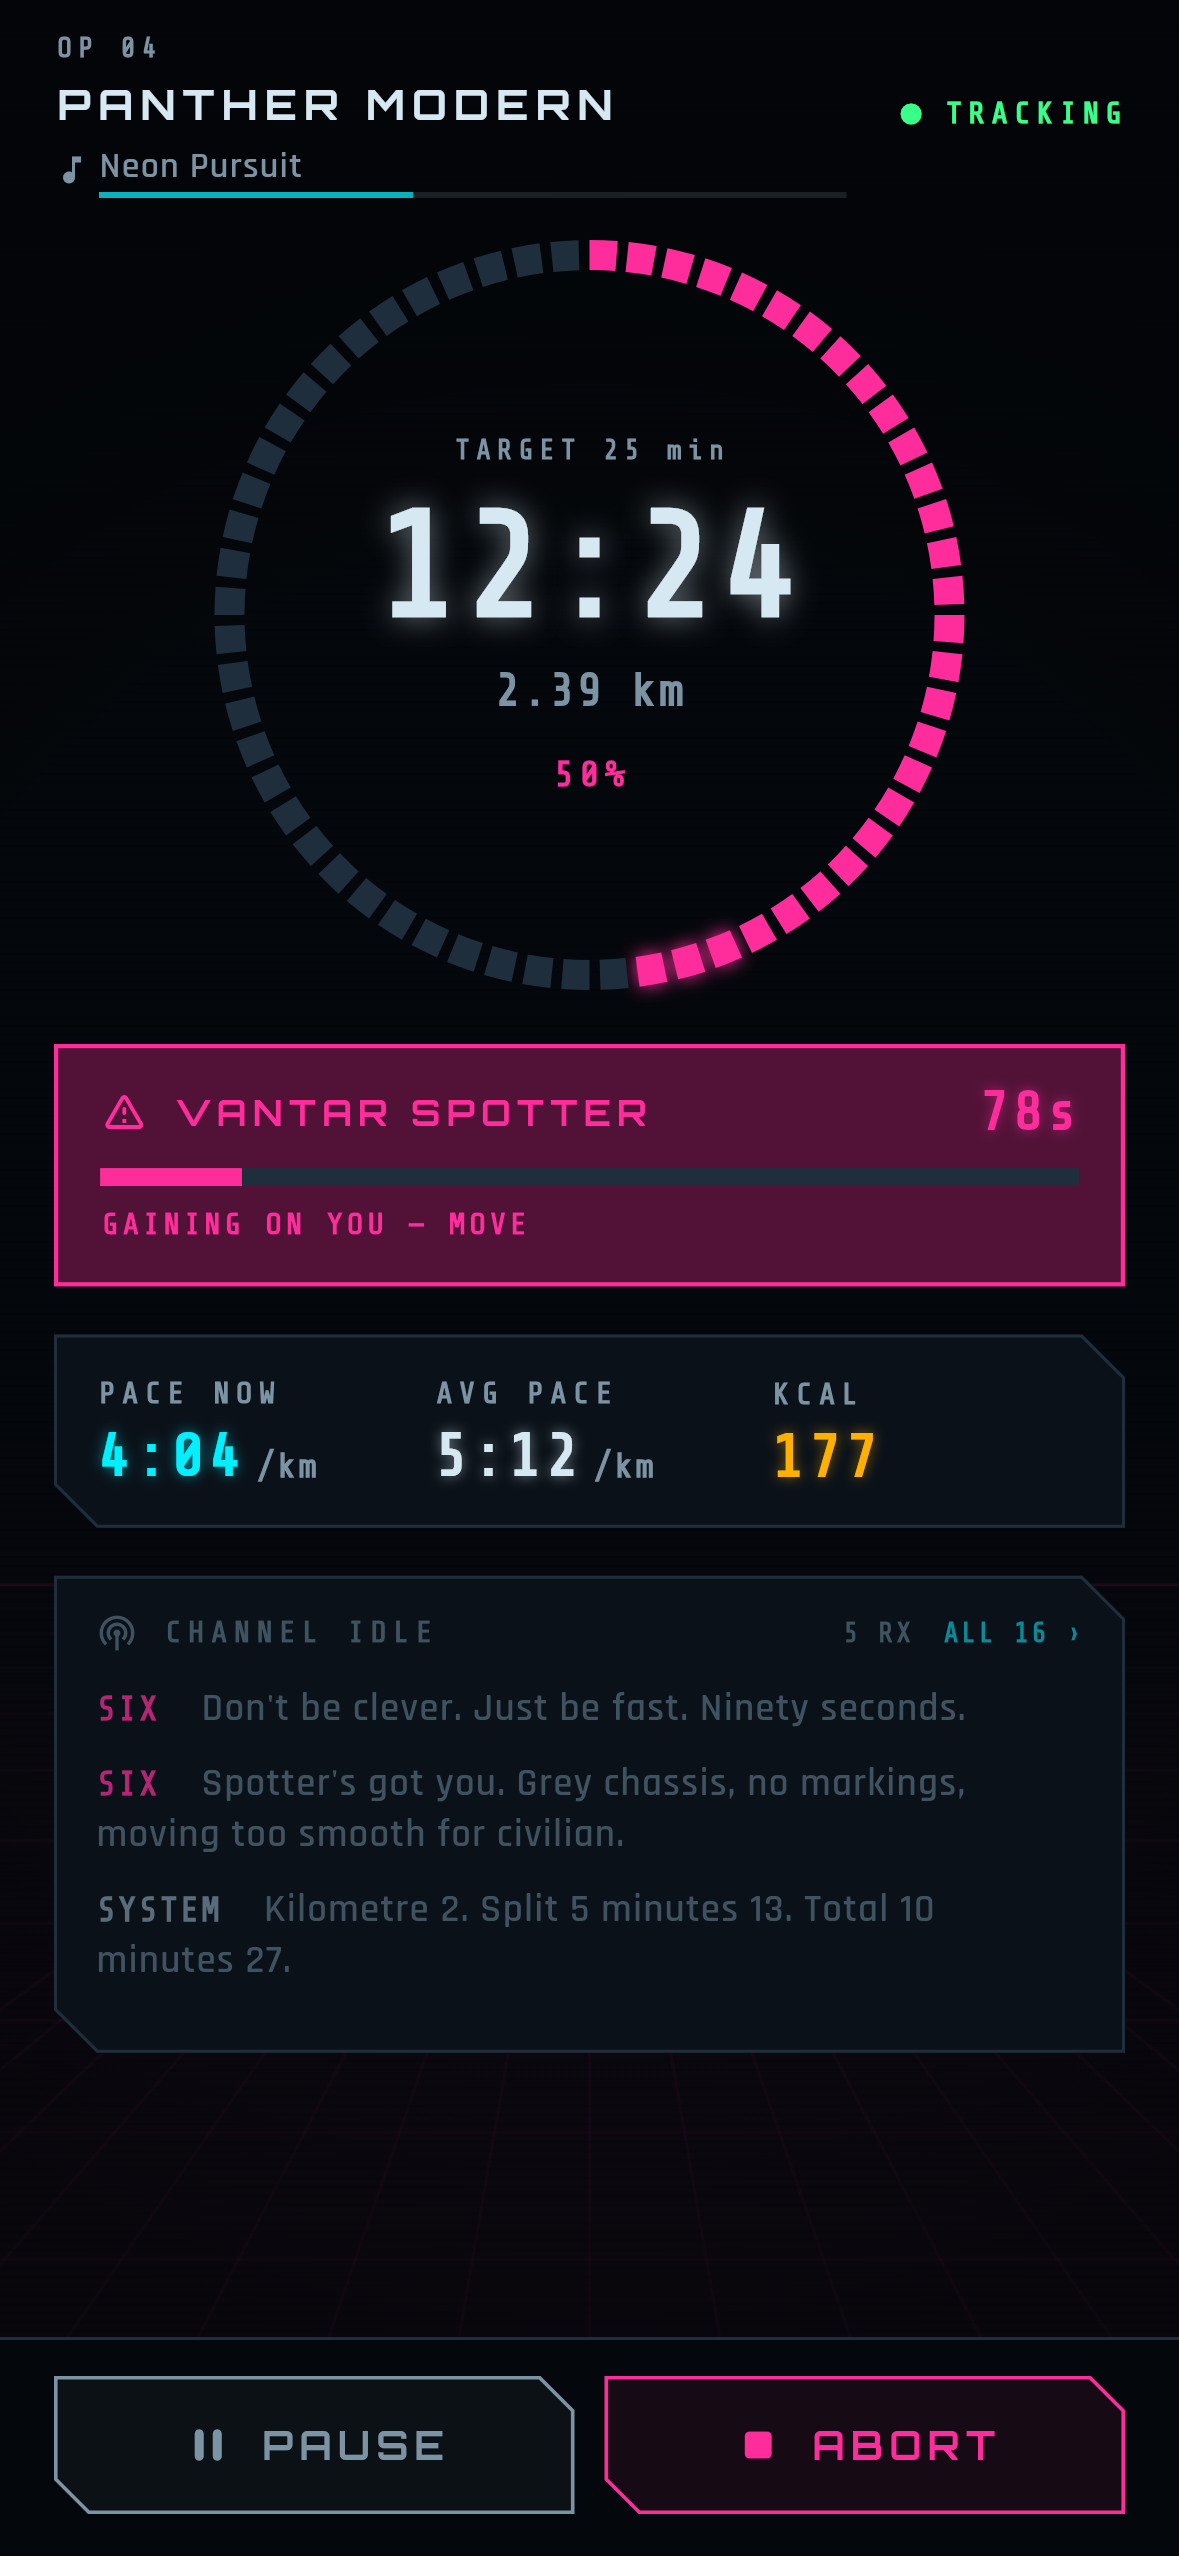 OP 04
PANTHER MODERN
TRACKING
Neon Pursuit
TARGET 25 min
12:24
2.39 km
50%
VANTAR SPOTTER
78s
GAINING ON YOU — MOVE
PACE NOW
AVG PACE
KCAL
4:04 /km
5:12 /km
177
CHANNEL IDLE
5 RX ALL 16 ›
SIX Don't be clever. Just be fast. Ninety seconds.
SIX Spotter's got you. Grey chassis, no markings,
moving too smooth for civilian.
SYSTEM Kilometre 2. Split 5 minutes 13. Total 10
minutes 27.
PAUSE
ABORT